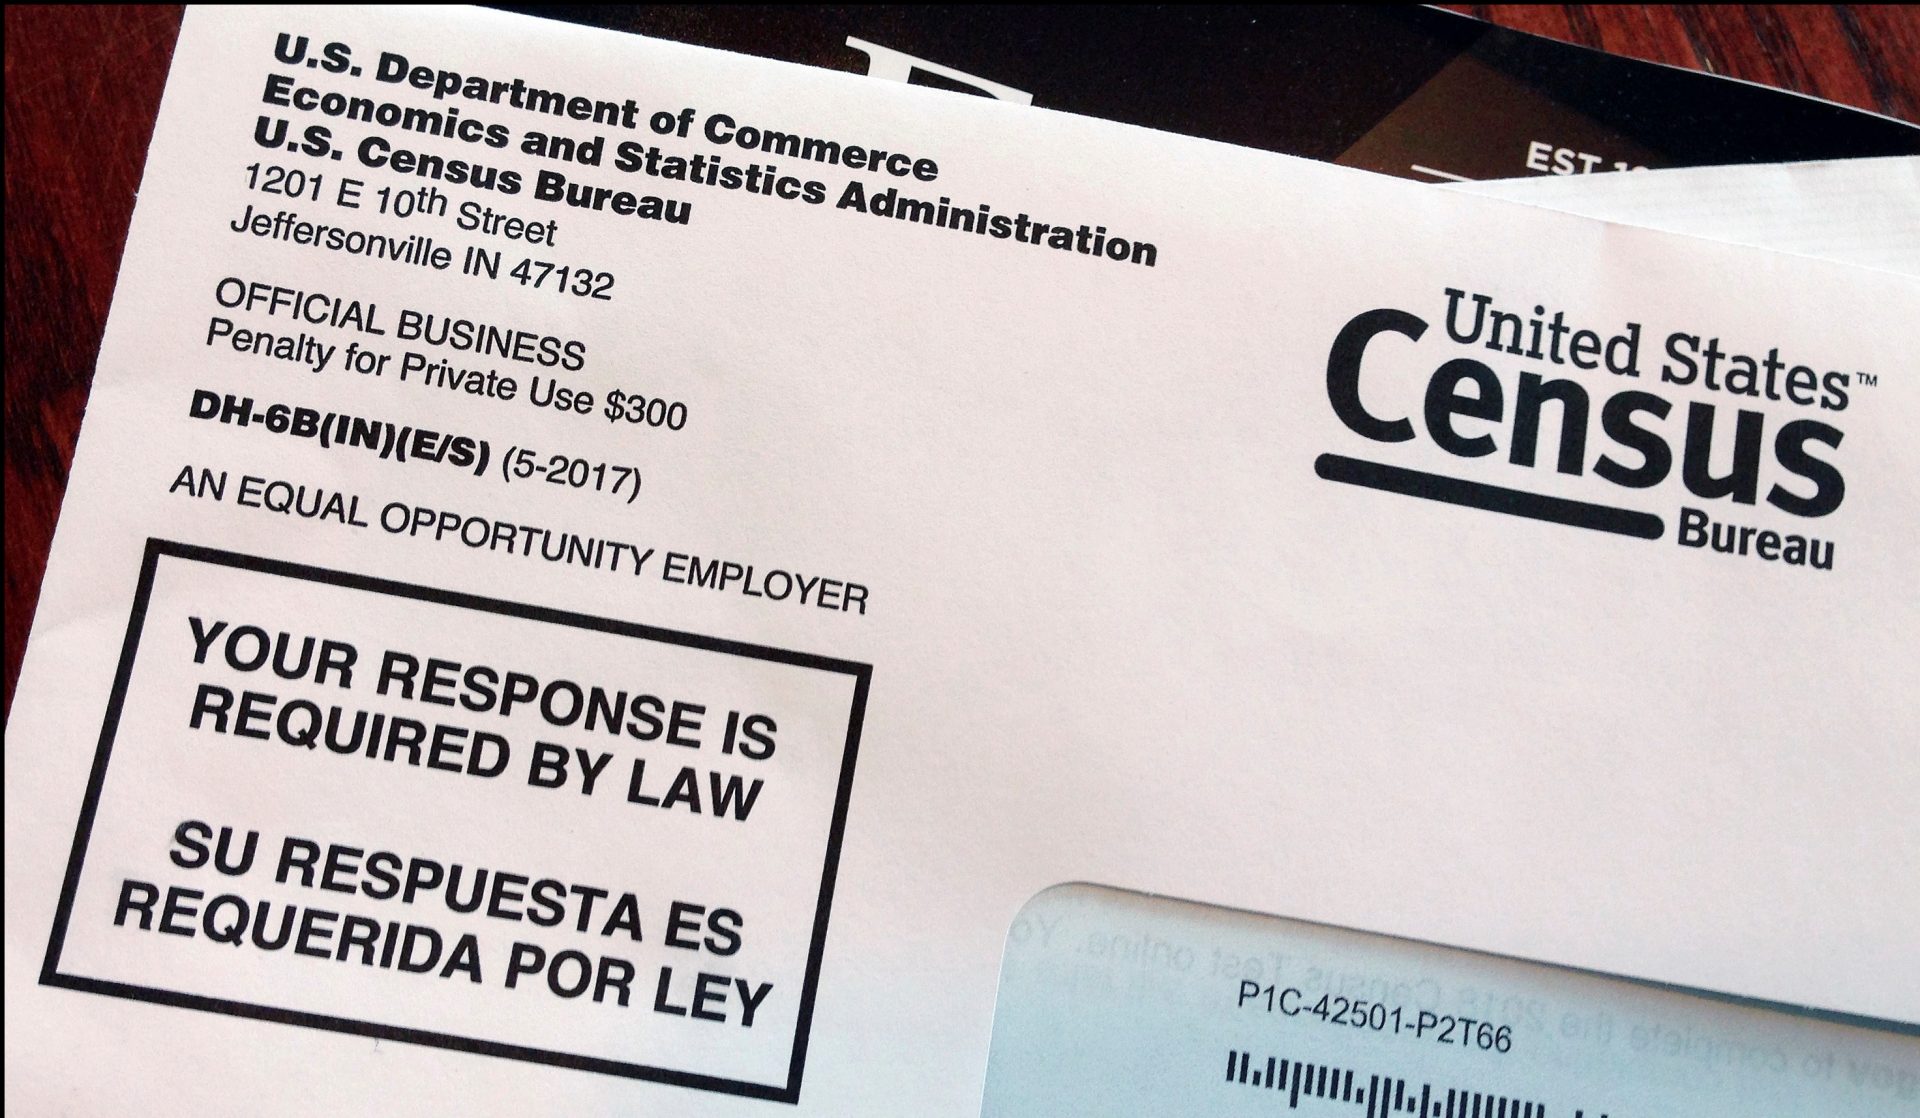 U.S. Department of Commerce
Economics and Statistics Administration
U.S. Census Bureau
1201 E 10th Street
Jeffersonville IN 47132
OFFICIAL BUSINESS
Penalty for Private Use $300
DH-6B(IN)(E/S) (5-2017)
AN EQUAL OPPORTUNITY EMPLOYER
YOUR RESPONSE IS
REQUIRED BY LAW
SU RESPUESTA ES
REQUERIDA POR LEY
EST
United States™
Census
Bureau
P1C-42501-P2T66